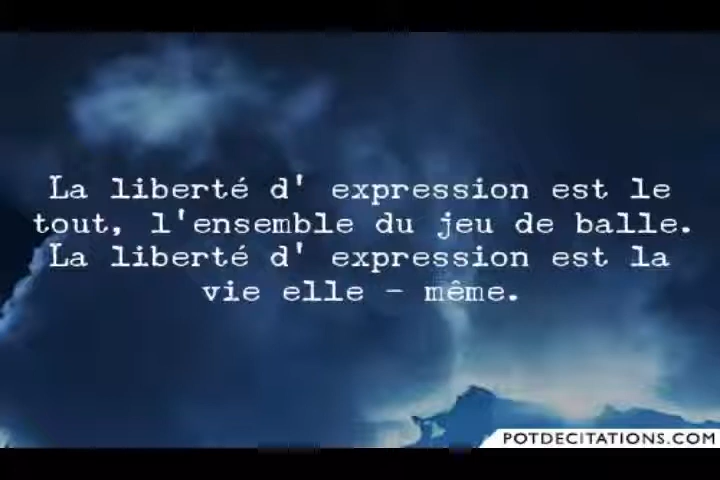 La liberté d' expression est le
tout, l'ensemble du jeu de balle.
La liberté d' expression est la
vie elle - même.
POTDECITATIONS.COM